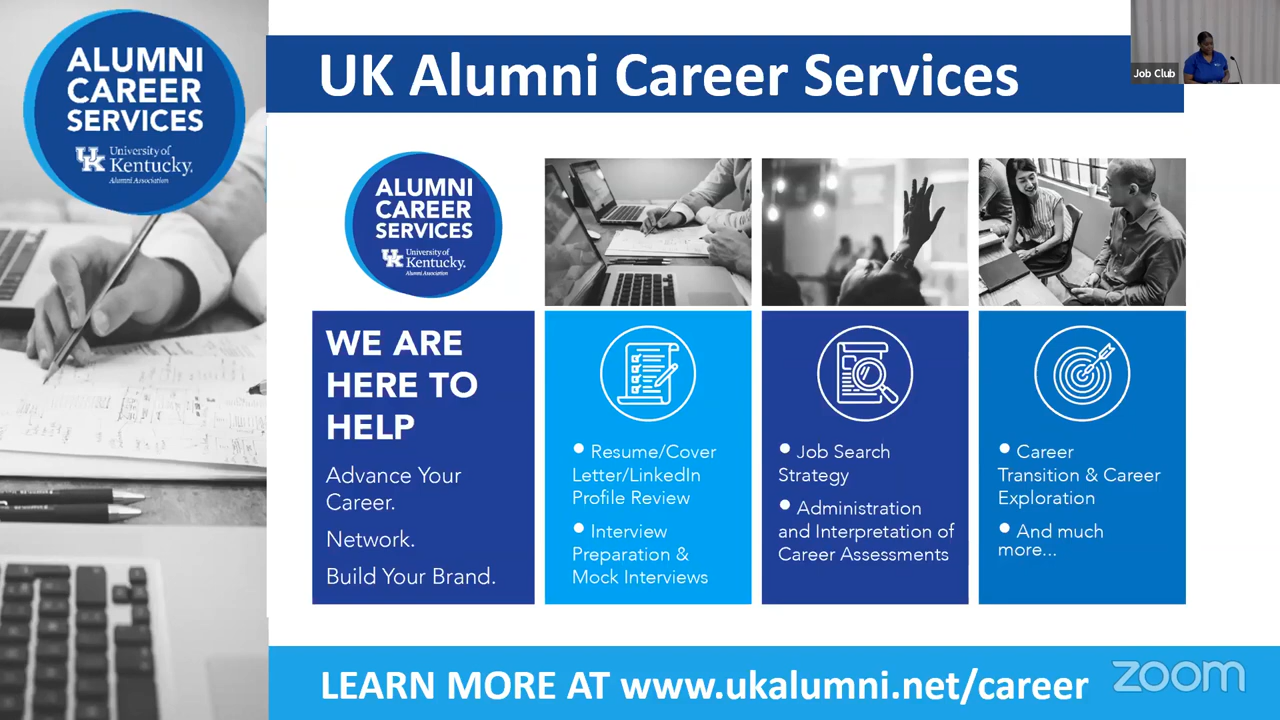 ALUMNI
CAREER
SERVICES
UK University of
Kentucky.
Alumni Association
UK Alumni Career Services
Job Club
ALUMNI
CAREER
SERVICES
UK University of
Kentucky.
Alumni Association
WE ARE
HERE TO
HELP
Advance Your
Career.
Network.
Build Your Brand.
• Resume/Cover
Letter/LinkedIn
Profile Review
• Interview
Preparation &
Mock Interviews
• Job Search
Strategy
• Administration
and Interpretation of
Career Assessments
• Career
Transition & Career
Exploration
• And much
more...
LEARN MORE AT www.ukalumni.net/career
zoom